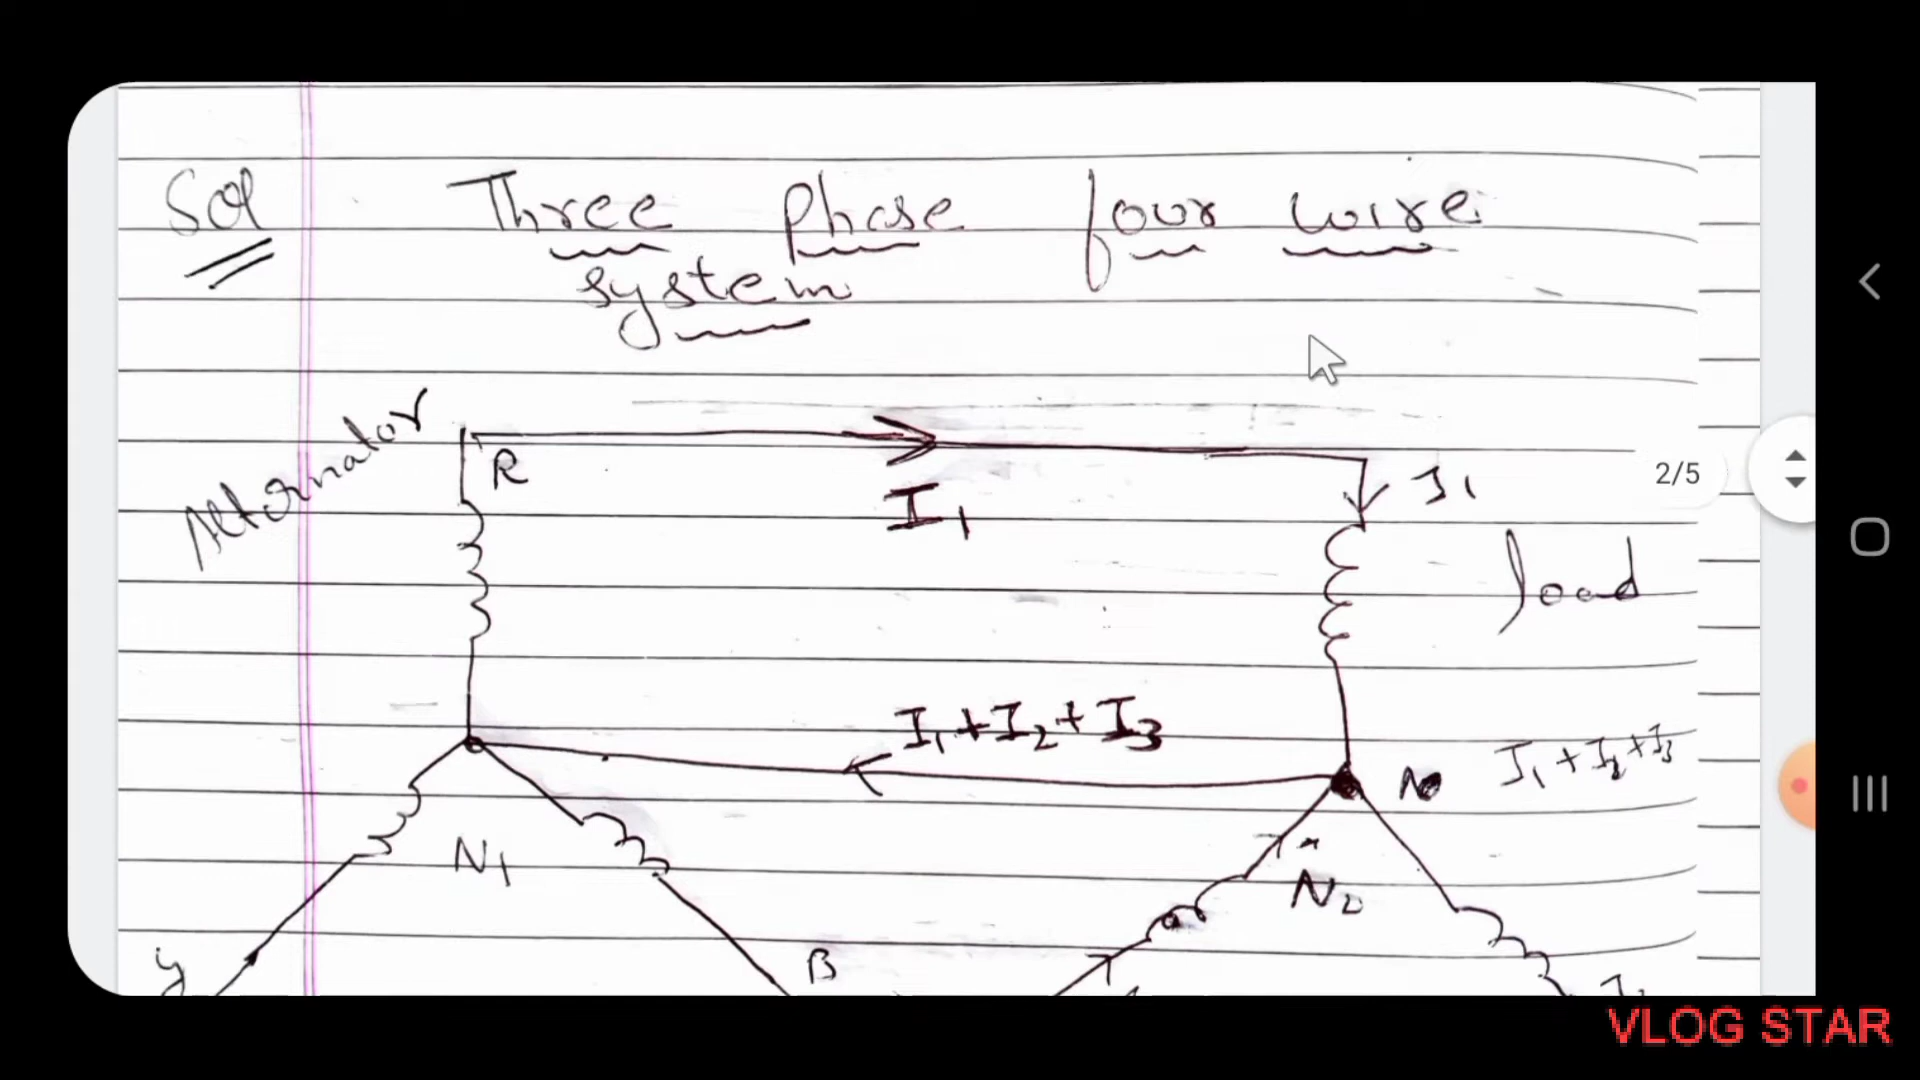 Sol Three phase four wire
system
Alternator
R
I1
I1
2/5
load
I1+I2+I3
N
I1+I2+I3
N1
N2
Y
B
VLOG STAR